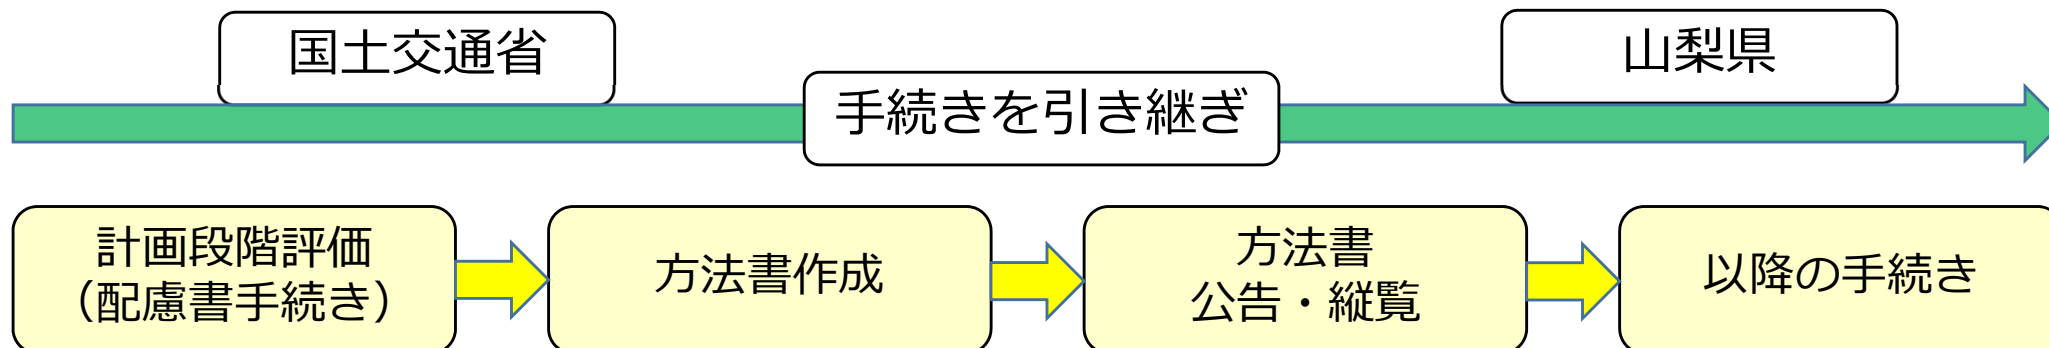 国土交通省
山梨県
手続きを引き継ぎ
計画段階評価
（配慮書手続き）
方法書作成
方法書
公告・縦覧
以降の手続き